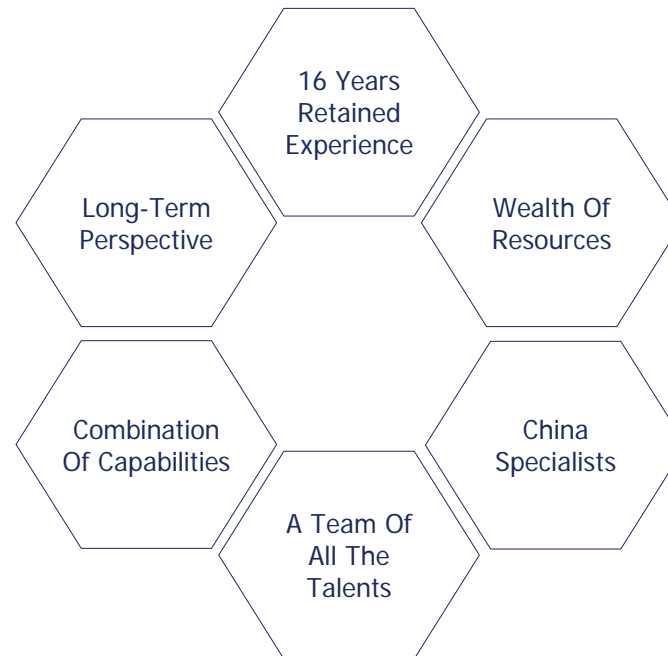 16 Years
Retained
Experience
Long-Term
Perspective
Wealth Of
Resources
Combination
Of Capabilities
China
Specialists
A Team Of
All The
Talents